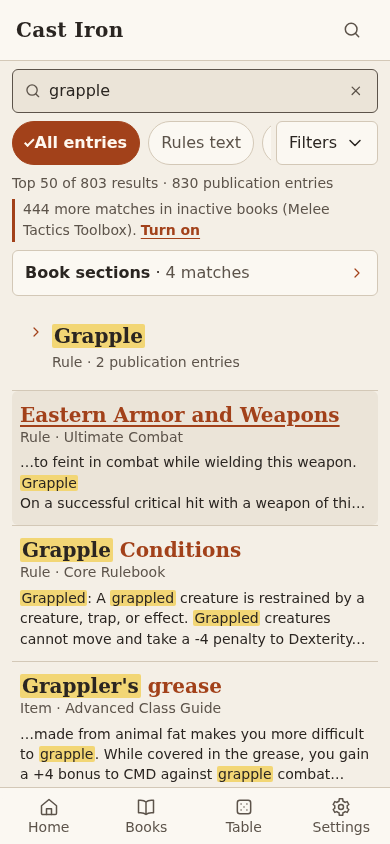 Cast Iron
grapple
All entries
Rules text
Filters
Top 50 of 803 results · 830 publication entries
444 more matches in inactive books (Melee
Tactics Toolbox). Turn on
Book sections · 4 matches
Grapple
Rule · 2 publication entries
Eastern Armor and Weapons
Rule · Ultimate Combat
…to feint in combat while wielding this weapon.
Grapple
On a successful critical hit with a weapon of thi…
Grapple Conditions
Rule · Core Rulebook
Grappled: A grappled creature is restrained by a
creature, trap, or effect. Grappled creatures
cannot move and take a -4 penalty to Dexterity…
Grappler's grease
Item · Advanced Class Guide
…made from animal fat makes you more difficult
to grapple. While covered in the grease, you gain
a +4 bonus to CMD against grapple combat…
Home
Books
Table
Settings